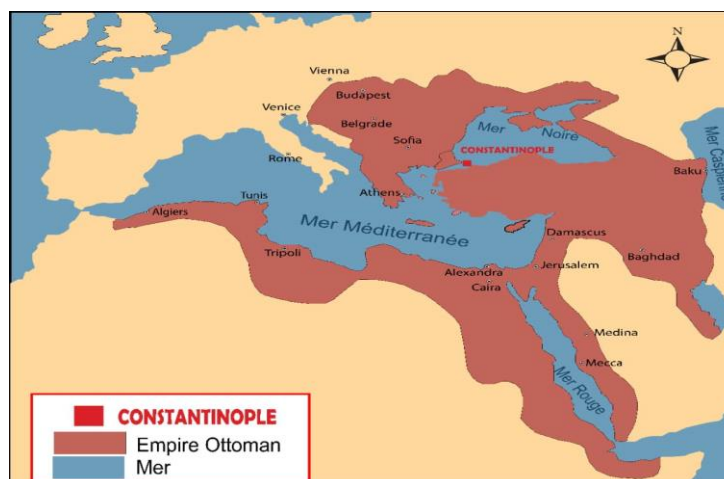 N
Vienna
Budapest
Venice
Belgrade
Mer Noire
Sofia
CONSTANTINOPLE
Mer Caspienne
Rome
Baku
Athens
Tunis
Algiers
Mer Méditerranée
Damascus
Tripoli
Baghdad
Alexandra
Jerusalem
Caira
Medina
Mecca
Mer Rouge
CONSTANTINOPLE
Empire Ottoman
Mer